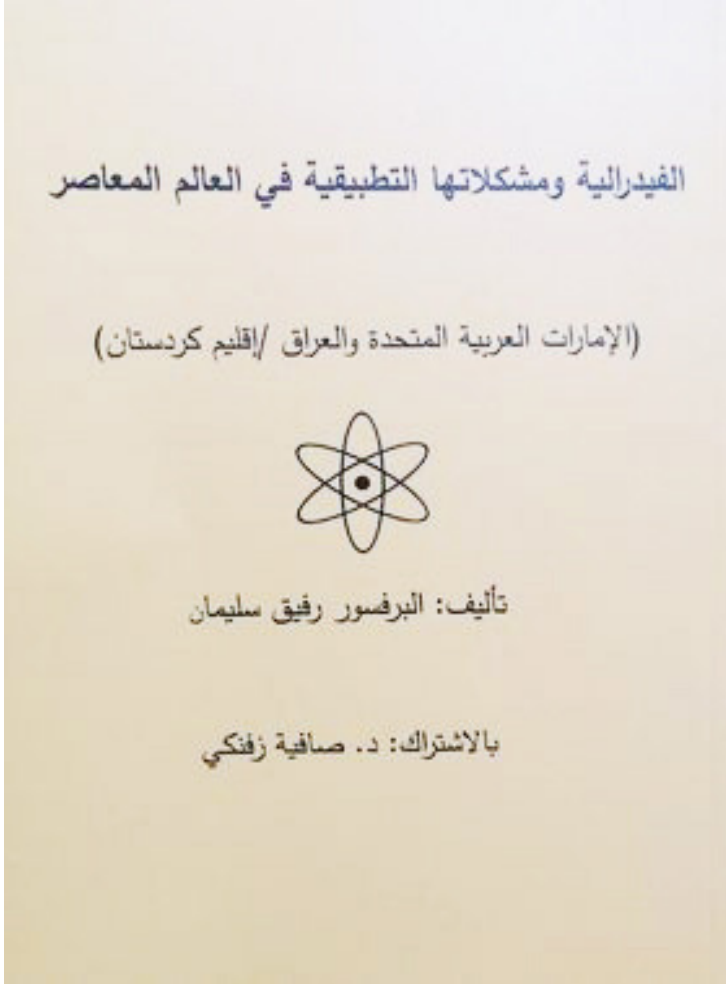 الفيدرالية ومشكلاتها التطبيقية في العالم المعاصر
(الإمارات العربية المتحدة والعراق /إقليم كردستان)
تأليف: البرفسور رفيق سليمان
بالاشتراك: د. صافية زفنكي